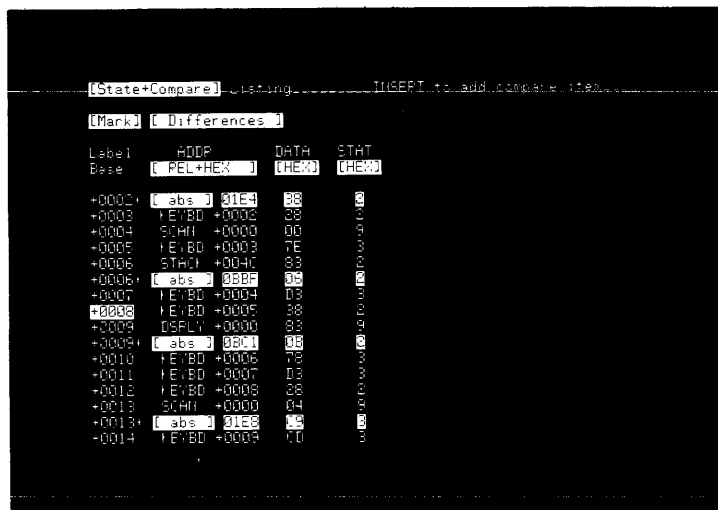 [State+Compare] Listing INSERT to add compare item
[Mark] [ Differences ]
Label ADDR DATA STAT
Base [ REL+HEX ] [HEX] [HEX]
+0002+ [ abs ] 01E4 38 2
+0003 KEYBD +0002 28 2
+0004 SCAN +0000 00 9
+0005 KEYBD +0003 7E 3
+0006 STACK +004C 83 2
+0006+ [ abs ] 0BBF 06 2
+0007 KEYBD +0004 D3 3
+0008 KEYBD +0005 38 2
+0009 DSPLY +0000 83 9
+0009+ [ abs ] 0BC1 0B
+0010 KEYBD +0006 78 3
+0011 KEYBD +0007 D3 3
+0012 KEYBD +0008 28 2
+0013 SCAN +0000 04 9
+0013+ [ abs ] 01E8 C9 3
+0014 KEYBD +0009 CD 3